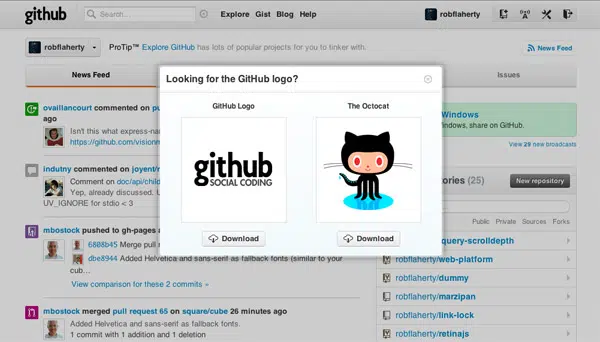 github
Search...
Explore Gist Blog Help
robflaherty
robflaherty
ProTip™ Explore GitHub has lots of popular projects for you to tinker with.
News Feed
News Feed
Issues
Looking for the GitHub logo?
GitHub Logo
The Octocat
github
SOCIAL CODING
Download
Download
ovaillancourt commented on pu
ago
Isn't this what express-na
https://github.com/visionm
indutny commented on joyent/n
Comment on doc/api/child
Yep, already discussed. U
UV_IGNORE for stdio < 3
mbostock pushed to gh-pages a
6808b45 Merge pull
dbe8944 Added Helvetica and sans-serif as fallback fonts (similar to your
cub...
View comparison for these 2 commits »
mbostock merged pull request 65 on square/cube 26 minutes ago
Added Helvetica and sans-serif as fallback fonts.
1 commit with 1 addition and 1 deletion
Windows
indows, share on GitHub.
View 29 new broadcasts
tories (25)
New repository
Public Private Sources Forks
query-scrolldepth
robflaherty/web-platform
robflaherty/dummy
robflaherty/marzipan
robflaherty/link-lock
robflaherty/retinajs